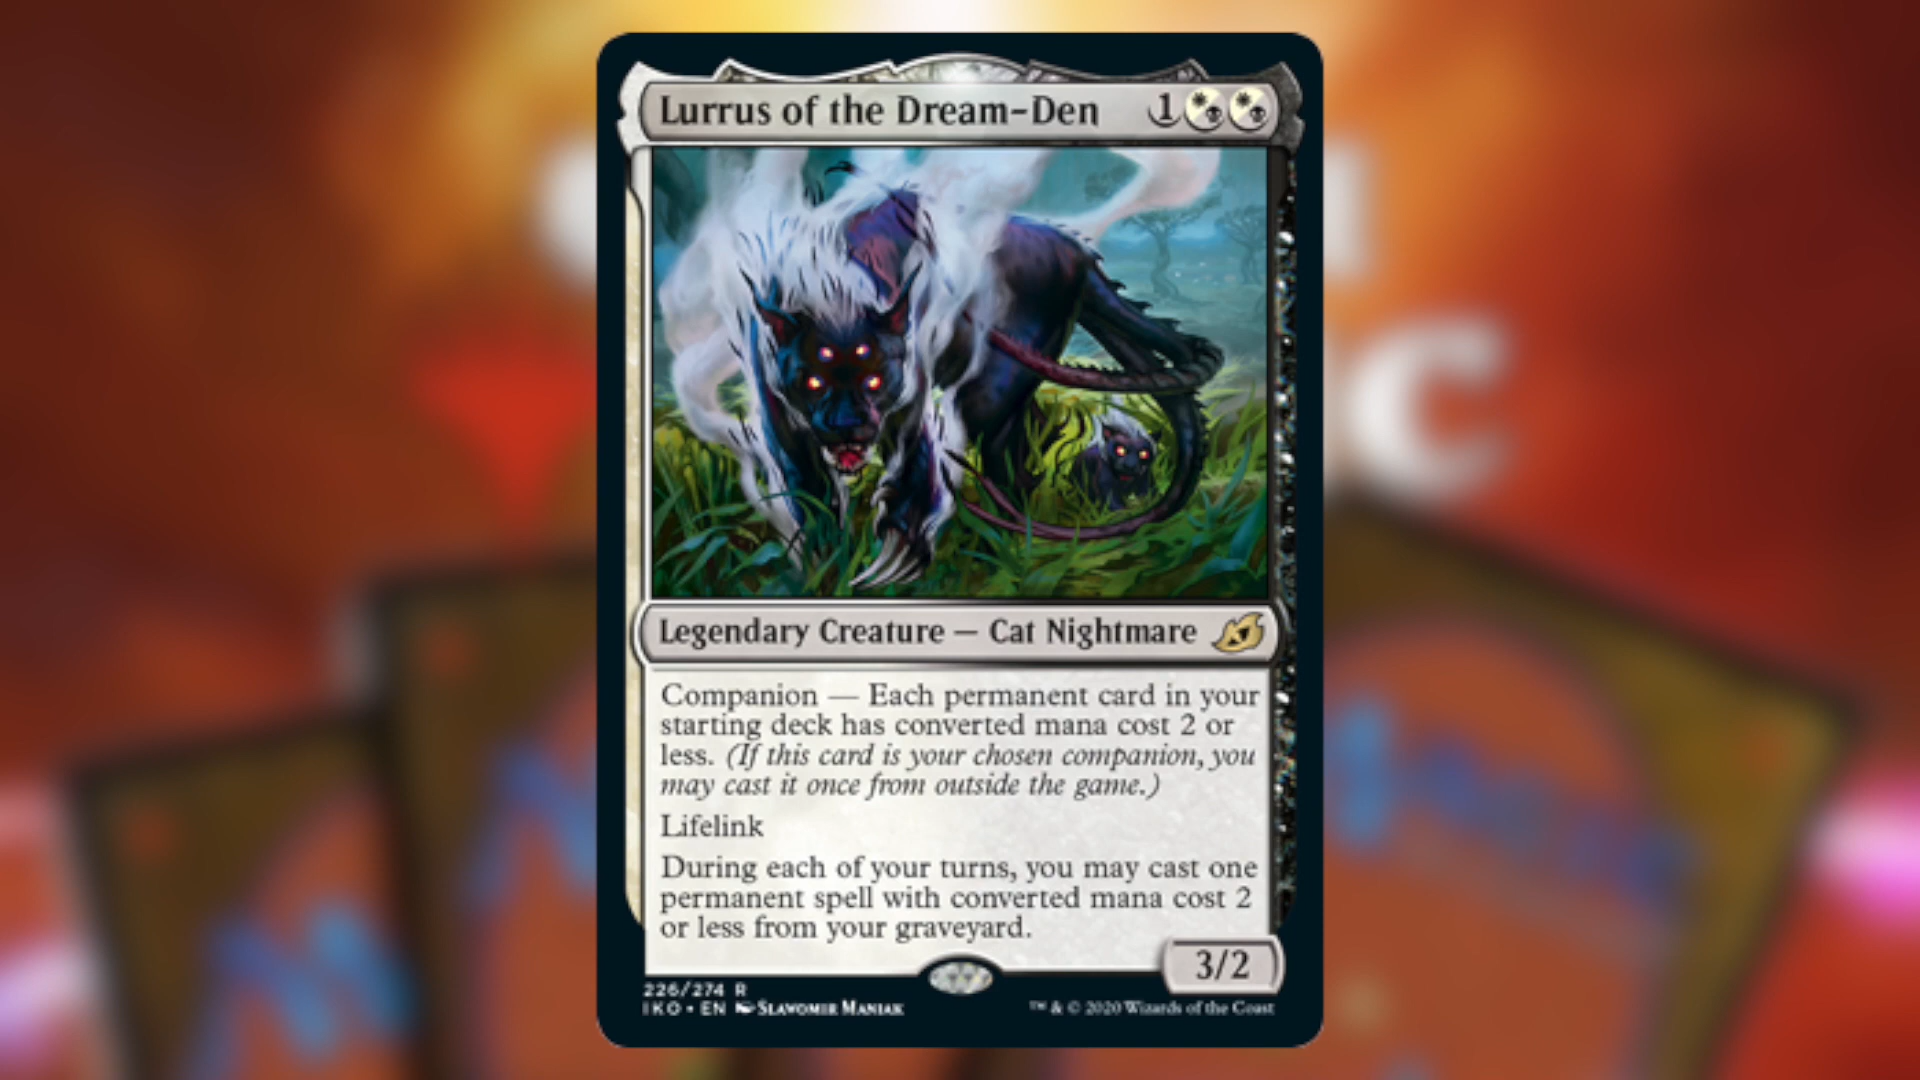 Lurrus of the Dream-Den 1
Legendary Creature — Cat Nightmare
Companion — Each permanent card in your
starting deck has converted mana cost 2 or
less. (If this card is your chosen companion, you
may cast it once from outside the game.)
Lifelink
During each of your turns, you may cast one
permanent spell with converted mana cost 2
or less from your graveyard.
3/2
226/274 R
IKO • EN SLAWOMIR MANIAK
™ & © 2020 Wizards of the Coast